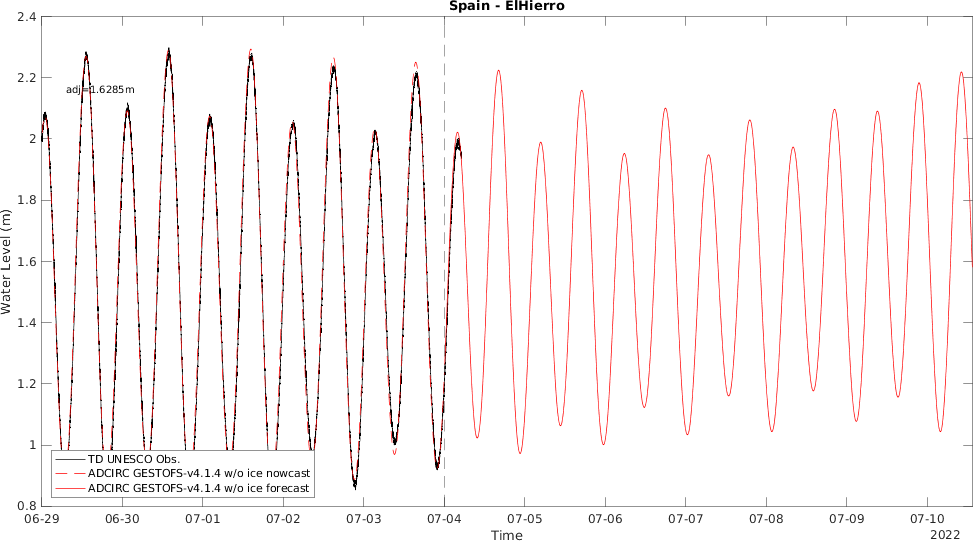 Spain - ElHierro
2.4
2.2
2
1.8
1.6
1.4
1.2
1
0.8
Water Level (m)
adj=1.6285m
TD UNESCO Obs.
ADCIRC GESTOFS-v4.1.4 w/o ice nowcast
ADCIRC GESTOFS-v4.1.4 w/o ice forecast
06-29 06-30 07-01 07-02 07-03 07-04 07-05 07-06 07-07 07-08 07-09 07-10
Time
2022